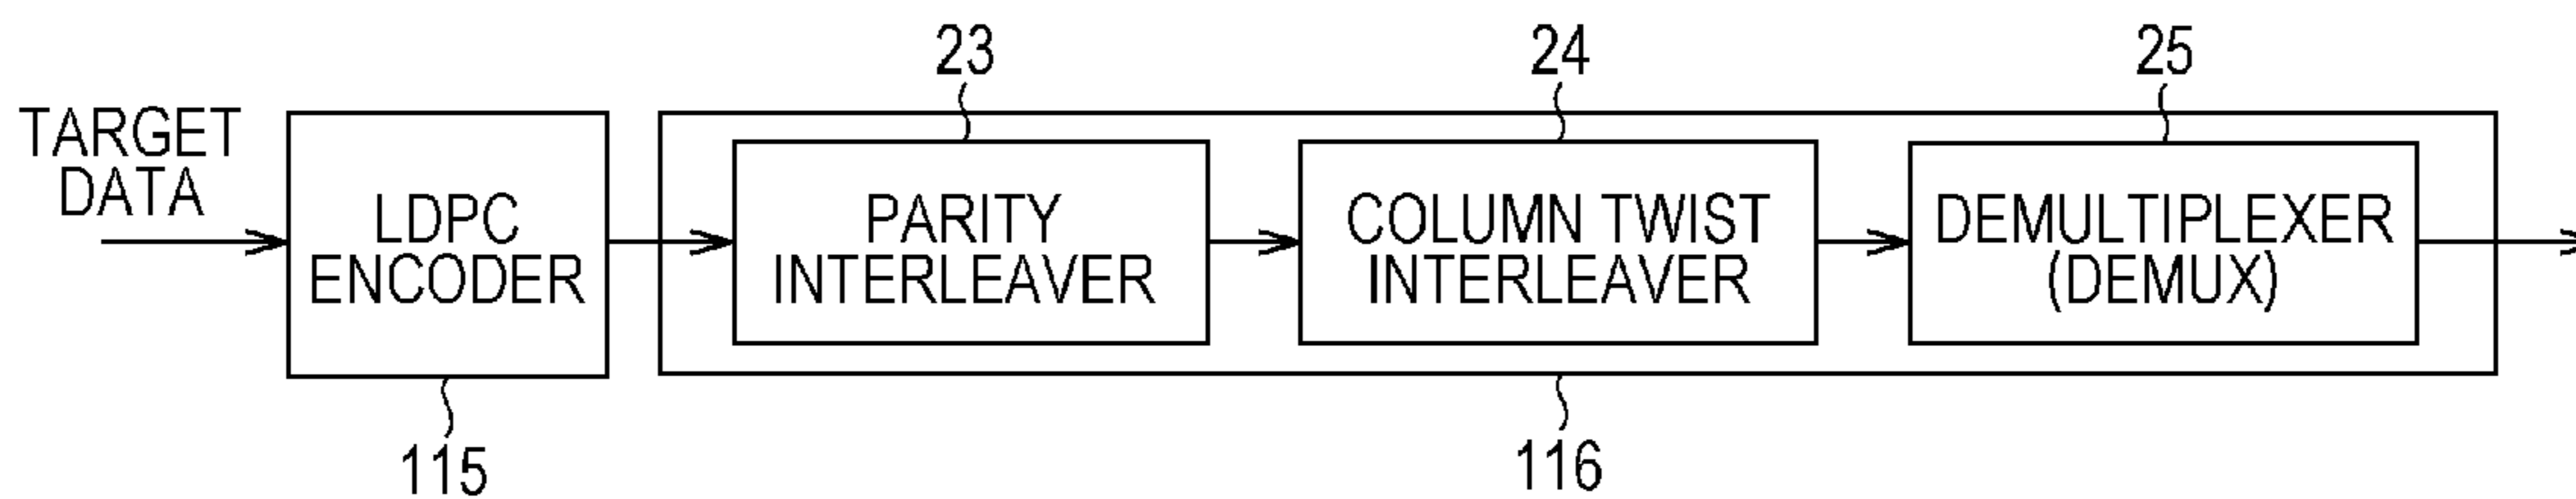 23
24
25
TARGET
DATA
LDPC
ENCODER
PARITY
INTERLEAVER
COLUMN TWIST
INTERLEAVER
DEMULTIPLEXER
(DEMUX)
115
116